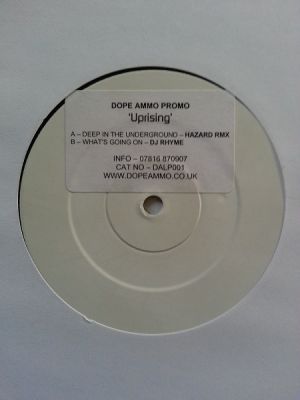 DOPE AMMO PROMO
'Uprising'
A – DEEP IN THE UNDERGROUND – HAZARD RMX
B – WHAT'S GOING ON – DJ RHYME
INFO – 07816 870907
CAT NO – DALP001
WWW.DOPEAMMO.CO.UK